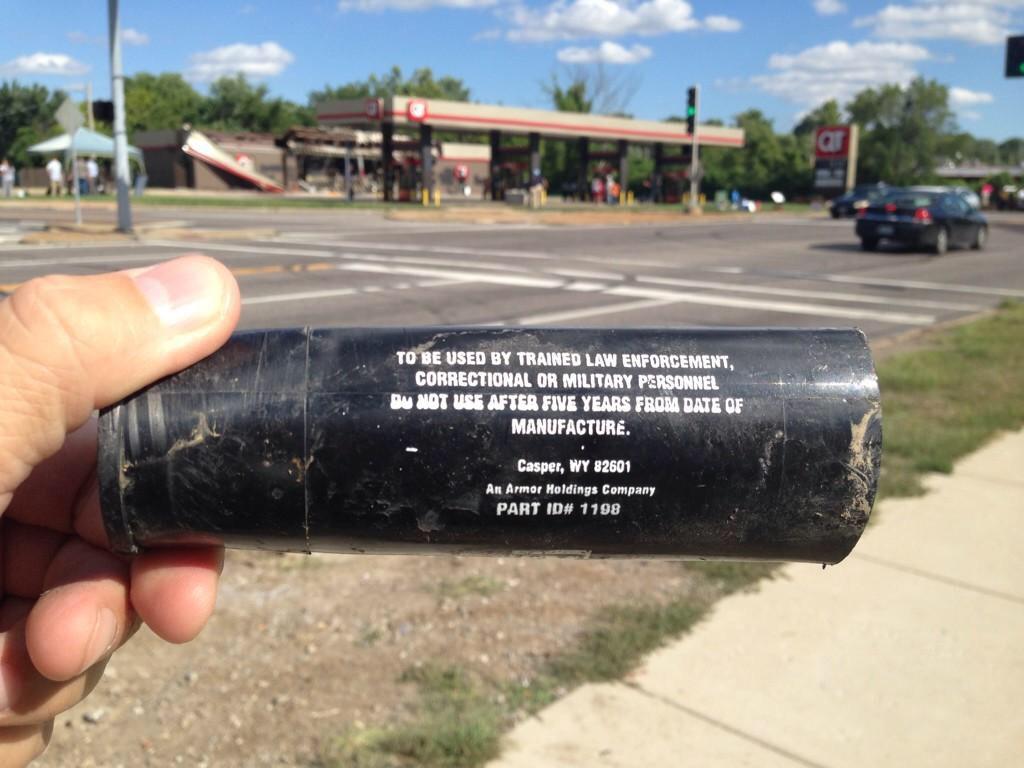 TO BE USED BY TRAINED LAW ENFORCEMENT,
CORRECTIONAL OR MILITARY PERSONNEL
DO NOT USE AFTER FIVE YEARS FROM DATE OF
MANUFACTURE.
Casper, WY 82601
An Armor Holdings Company
PART ID# 1198
QT